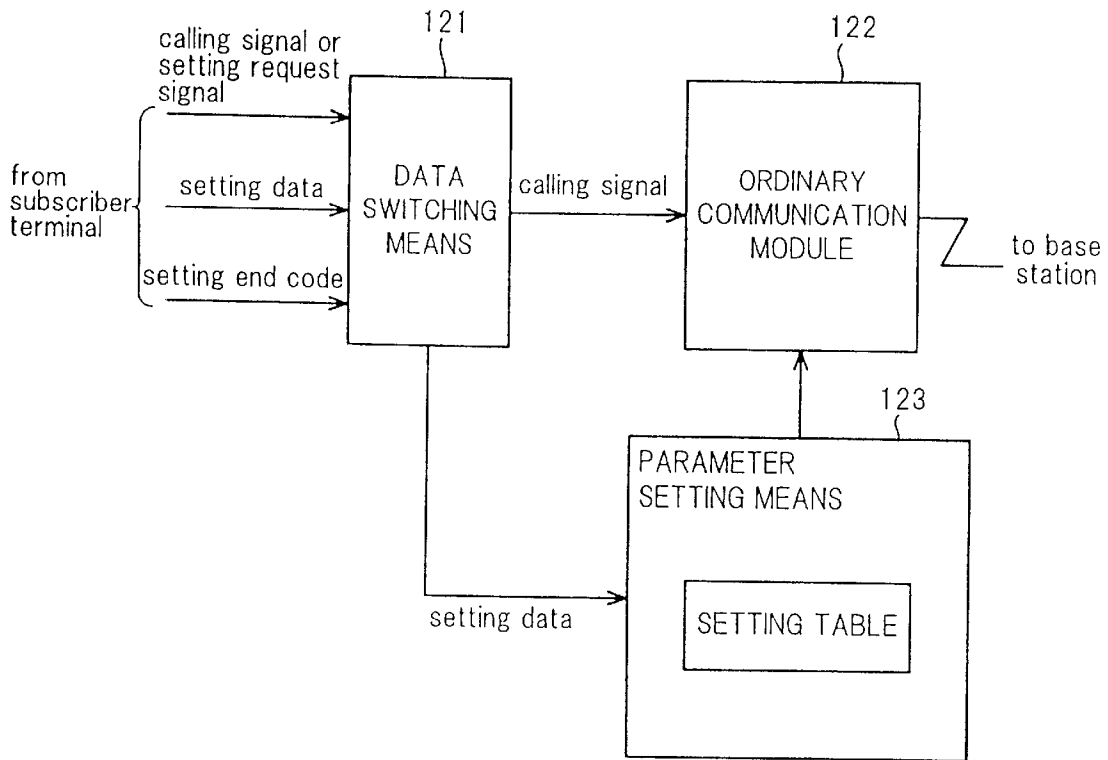 121
122
calling signal or
setting request
signal
from
subscriber
terminal
setting data
setting end code
DATA
SWITCHING
MEANS
calling signal
ORDINARY
COMMUNICATION
MODULE
to base
station
123
PARAMETER
SETTING MEANS
setting data
SETTING TABLE